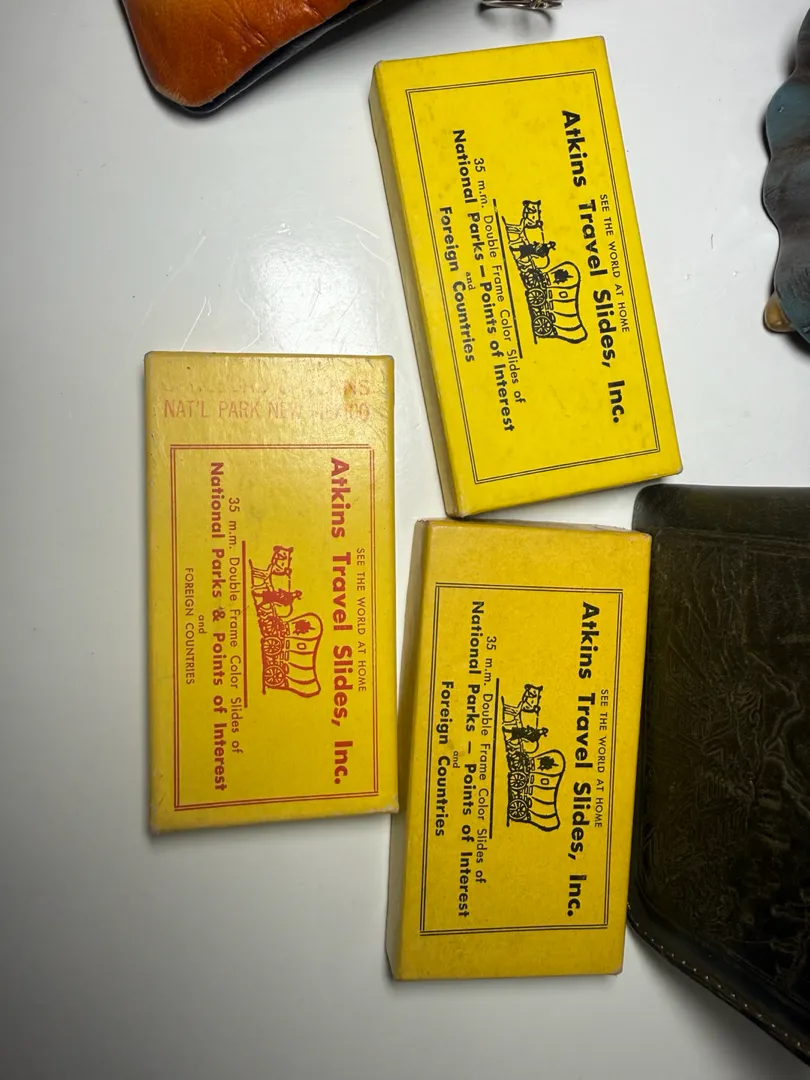 SEE THE WORLD AT HOME
Atkins Travel Slides, Inc.
35 m.m. Double Frame Color Slides of
National Parks — Points of Interest
and
Foreign Countries
NAT'L PARK NEW MEXICO
SEE THE WORLD AT HOME
Atkins Travel Slides, Inc.
35 m.m. Double Frame Color Slides of
National Parks & Points of Interest
and
FOREIGN COUNTRIES
SEE THE WORLD AT HOME
Atkins Travel Slides, Inc.
35 m.m. Double Frame Color Slides of
National Parks — Points of Interest
and
Foreign Countries